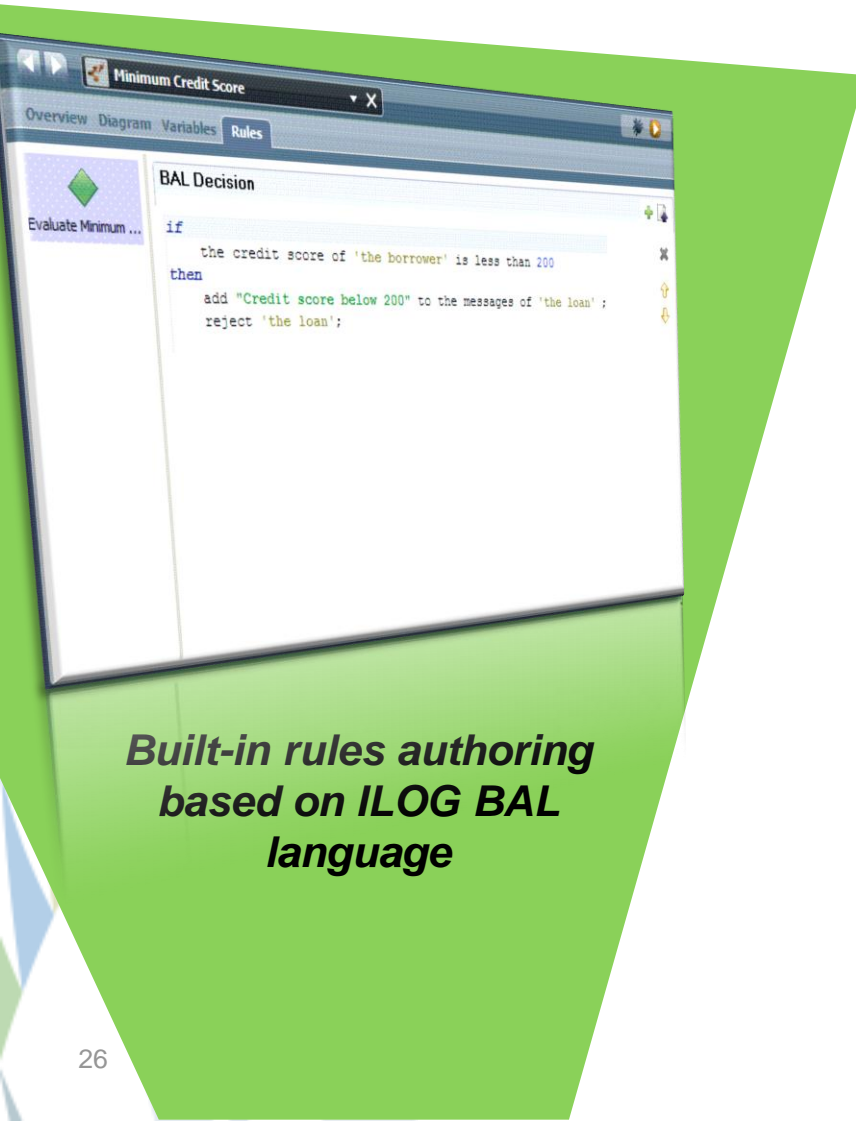 Minimum Credit Score
Overview Diagram Variables Rules
BAL Decision
Evaluate Minimum ...
if
the credit score of 'the borrower' is less than 200
then
add "Credit score below 200" to the messages of 'the loan' ;
reject 'the loan';
Built-in rules authoring
based on ILOG BAL
language
26